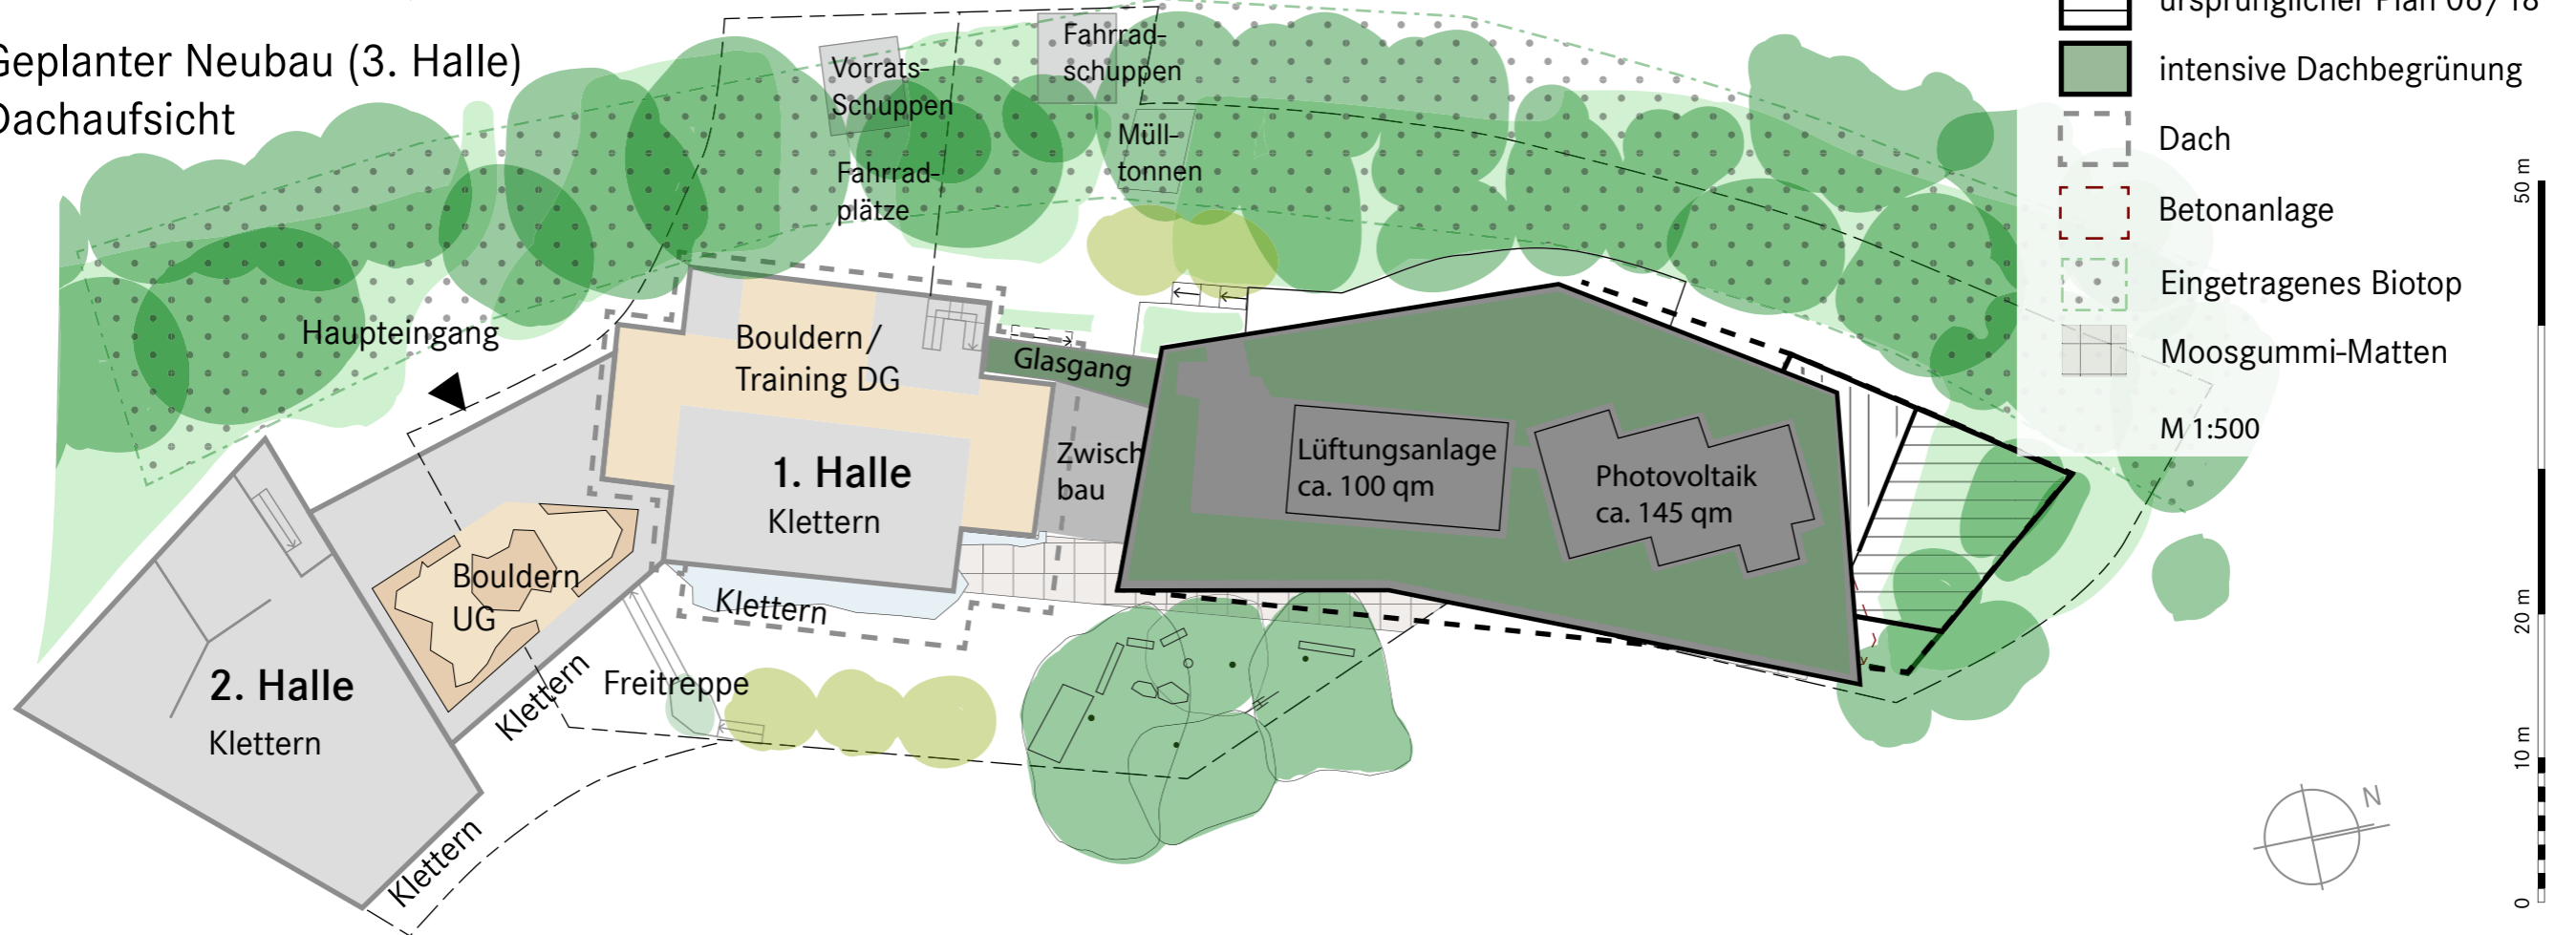 Geplanter Neubau (3. Halle)
Dachaufsicht
Vorrats-
Schuppen
Fahrrad-
schuppen
Müll-
tonnen
Fahrrad-
plätze
Haupteingang
Bouldern/
Training DG
Glasgang
1. Halle
Klettern
Zwisch
bau
Lüftungsanlage
ca. 100 qm
Photovoltaik
ca. 145 qm
Bouldern
UG
Klettern
2. Halle
Klettern
Klettern
Freitreppe
Klettern
ursprünglicher Plan 06/18
intensive Dachbegrünung
Dach
Betonanlage
Eingetragenes Biotop
Moosgummi-Matten
M 1:500
50 m
20 m
10 m
0
N